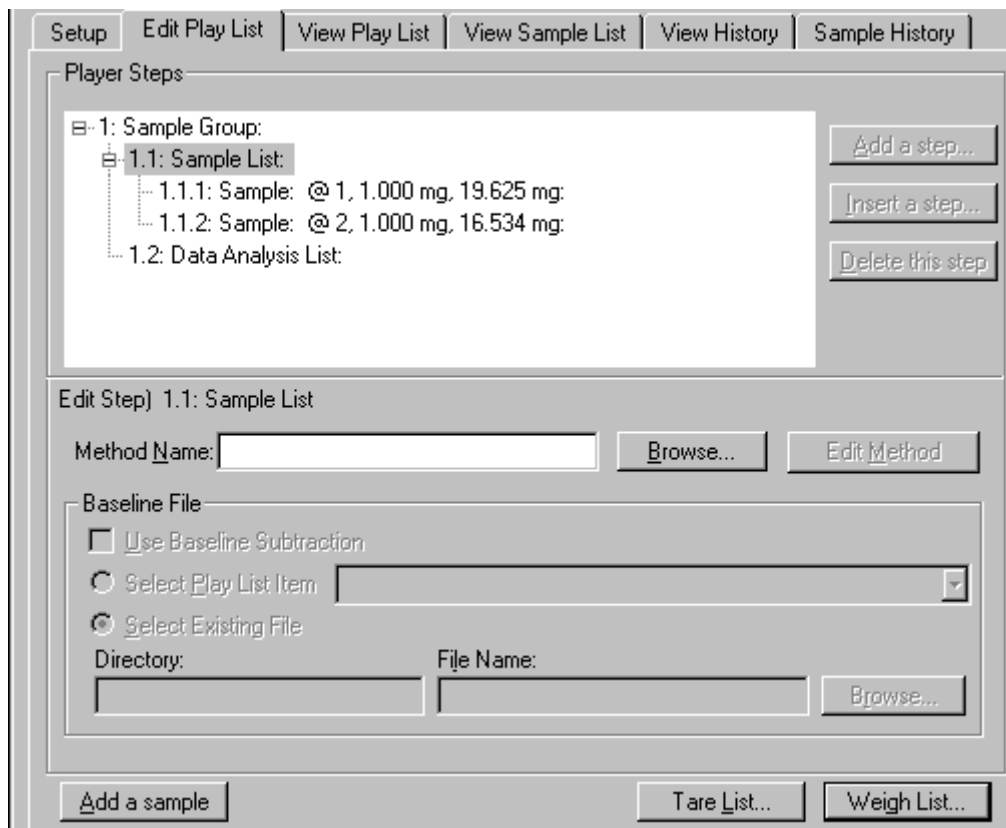 Setup Edit Play List View Play List View Sample List View History Sample History
Player Steps
1: Sample Group:
1.1: Sample List:
1.1.1: Sample: @ 1, 1.000 mg, 19.625 mg:
1.1.2: Sample: @ 2, 1.000 mg, 16.534 mg:
1.2: Data Analysis List:
Add a step...
Insert a step...
Delete this step
Edit Step) 1.1: Sample List
Method Name: Browse... Edit Method
Baseline File
Use Baseline Subtraction
Select Play List Item
Select Existing File
Directory: File Name:
Browse...
Add a sample Tare List... Weigh List...